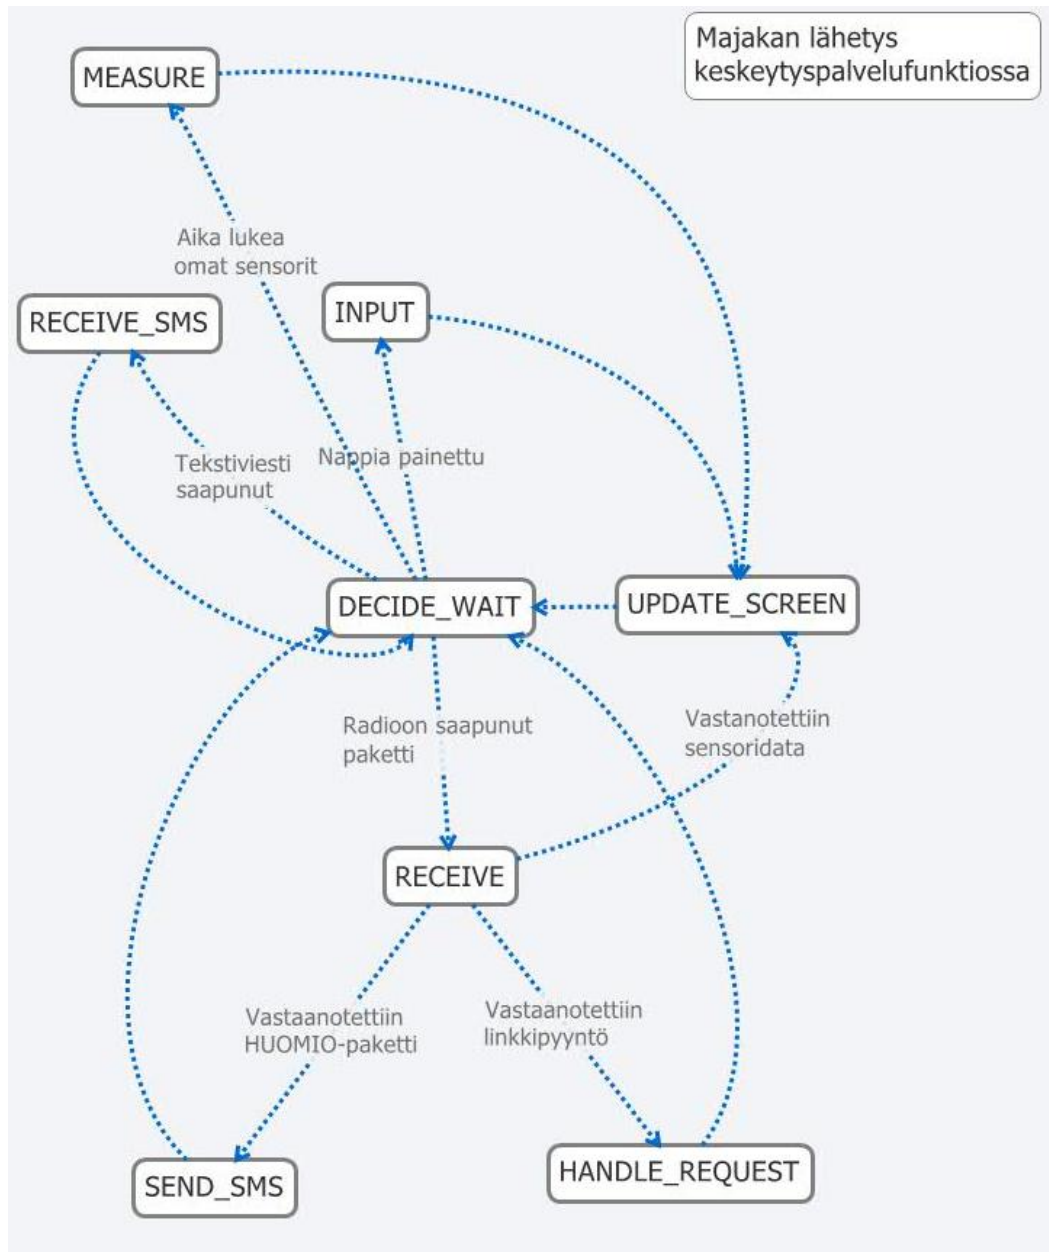 Majakan lähetys
keskeytyspalvelufunktiossa
MEASURE
Aika lukea
omat sensorit
RECEIVE_SMS
INPUT
Tekstiviesti
saapunut
Nappia painettu
DECIDE_WAIT
UPDATE_SCREEN
Radioon saapunut
paketti
Vastanotettiin
sensoridata
RECEIVE
Vastaanotettiin
HUOMIO-paketti
Vastaanotettiin
linkkipyyntö
SEND_SMS
HANDLE_REQUEST